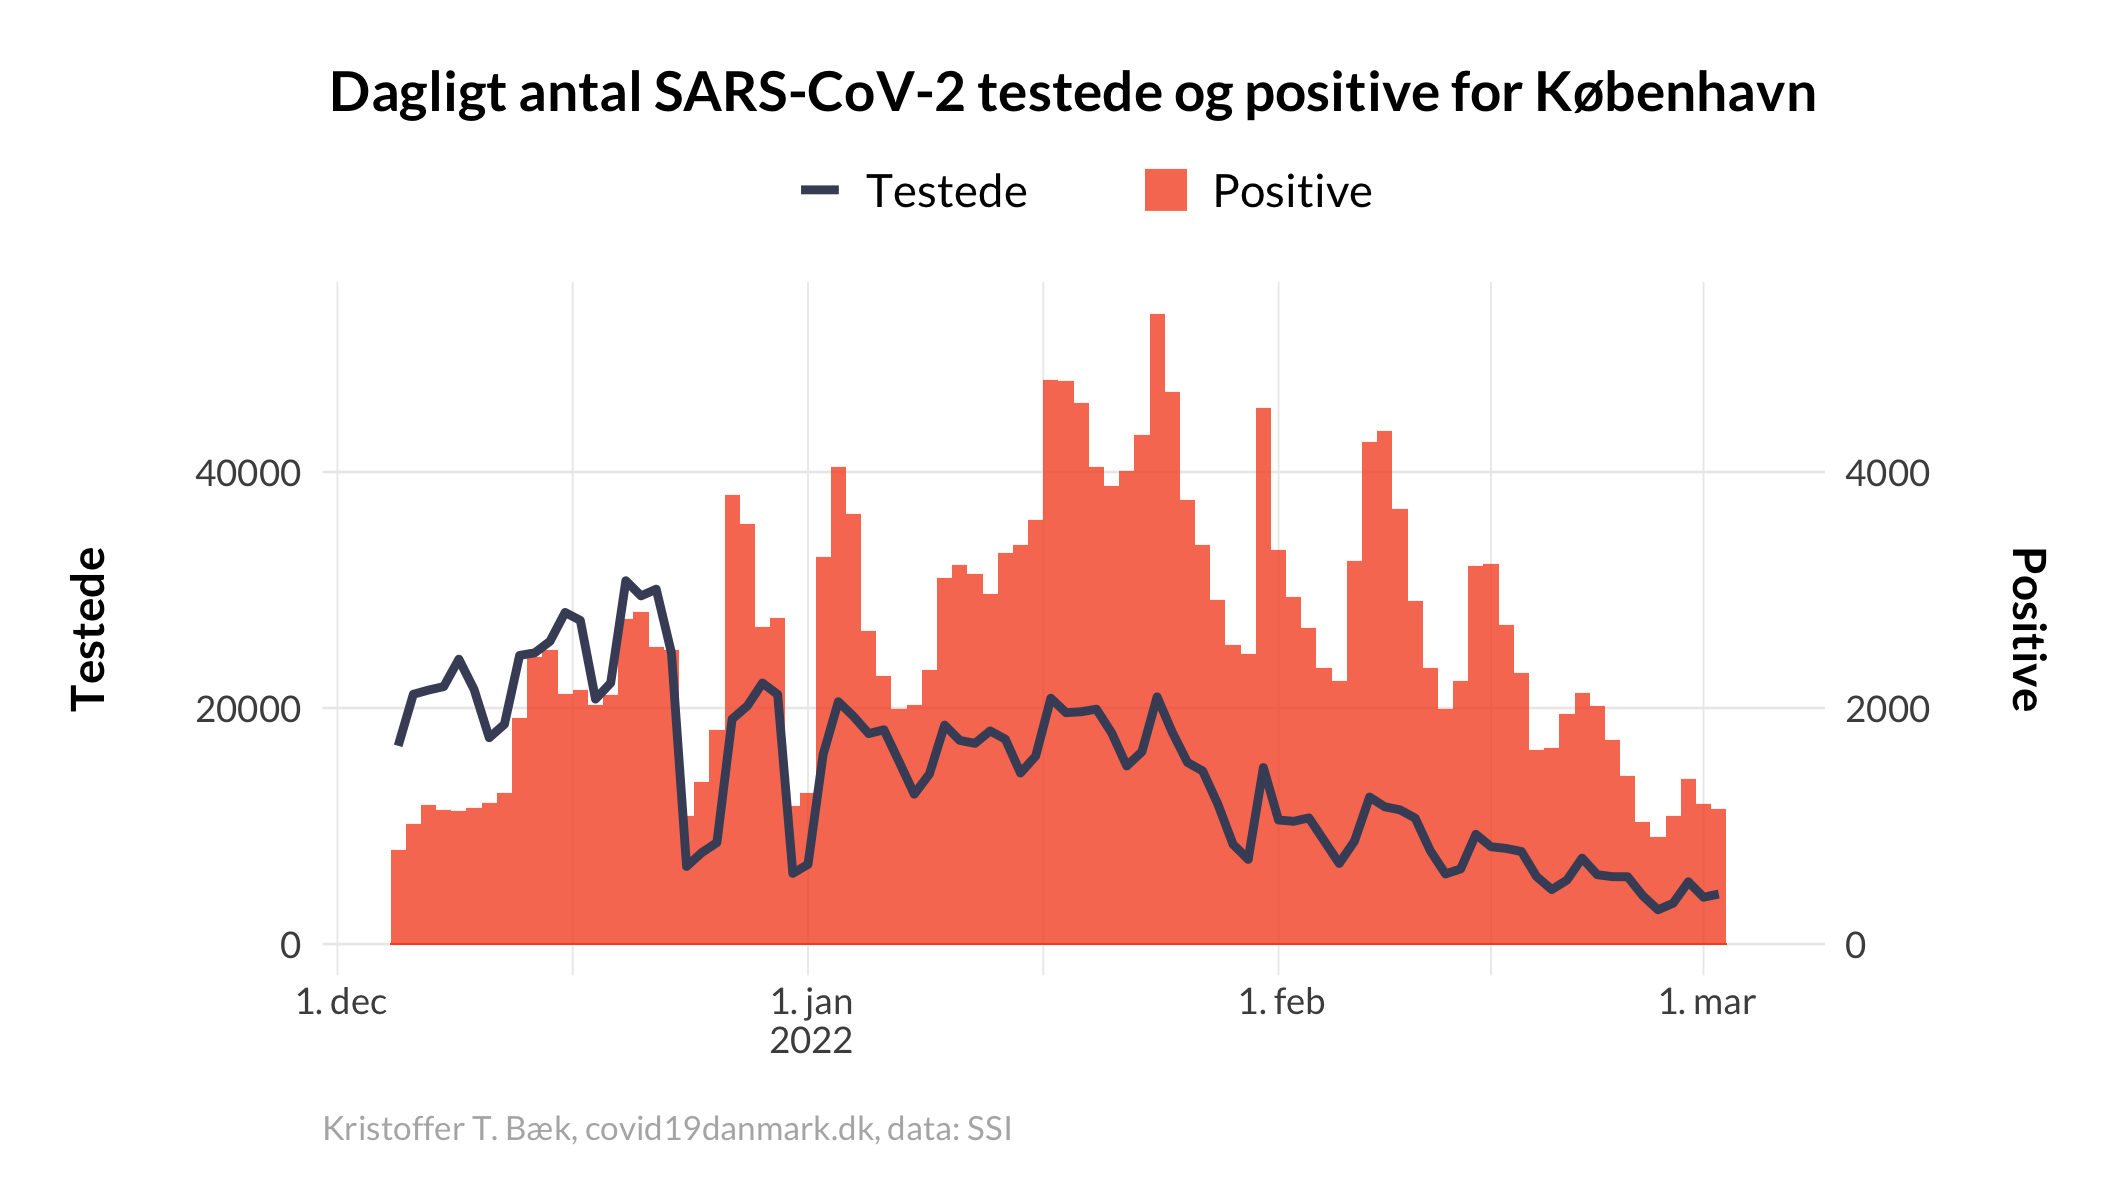 Dagligt antal SARS-CoV-2 testede og positive for København
Testede
Positive
40000
20000
0
Testede
4000
2000
0
Positive
1. dec
1. jan
2022
1. feb
1. mar
Kristoffer T. Bæk, covid19danmark.dk, data: SSI